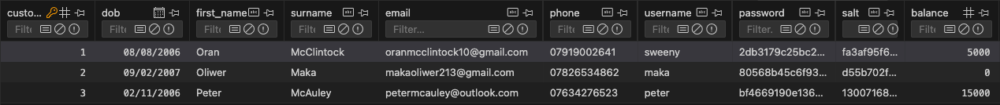 custo... dob first_name surname email phone username password salt balance
Filte Filte Filte Filte Filter... Filte Filte Filter. Filt Filte
1 08/08/2006 Oran McClintock oranmcclintock10@gmail.com 07919002641 sweeny 2db3179c25bc2... fa3af95f6... 5000
2 09/02/2007 Oliwer Maka makaoliwer213@gmail.com 07826534862 maka 80568b45c6f93... d55b702f... 0
3 02/11/2006 Peter McAuley petermcauley@outlook.com 07634276523 peter bf4669190e136... 13007168... 15000